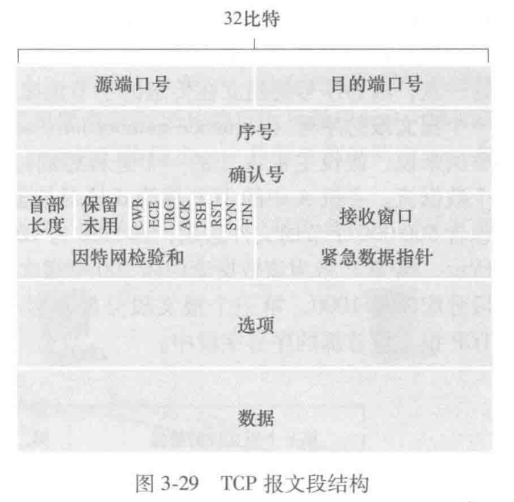 32比特
源端口号 目的端口号
序号
确认号
首部长度 保留未用 CWR ECE URG ACK PSH RST SYN FIN 接收窗口
因特网检验和 紧急数据指针
选项
数据
图 3-29 TCP 报文段结构